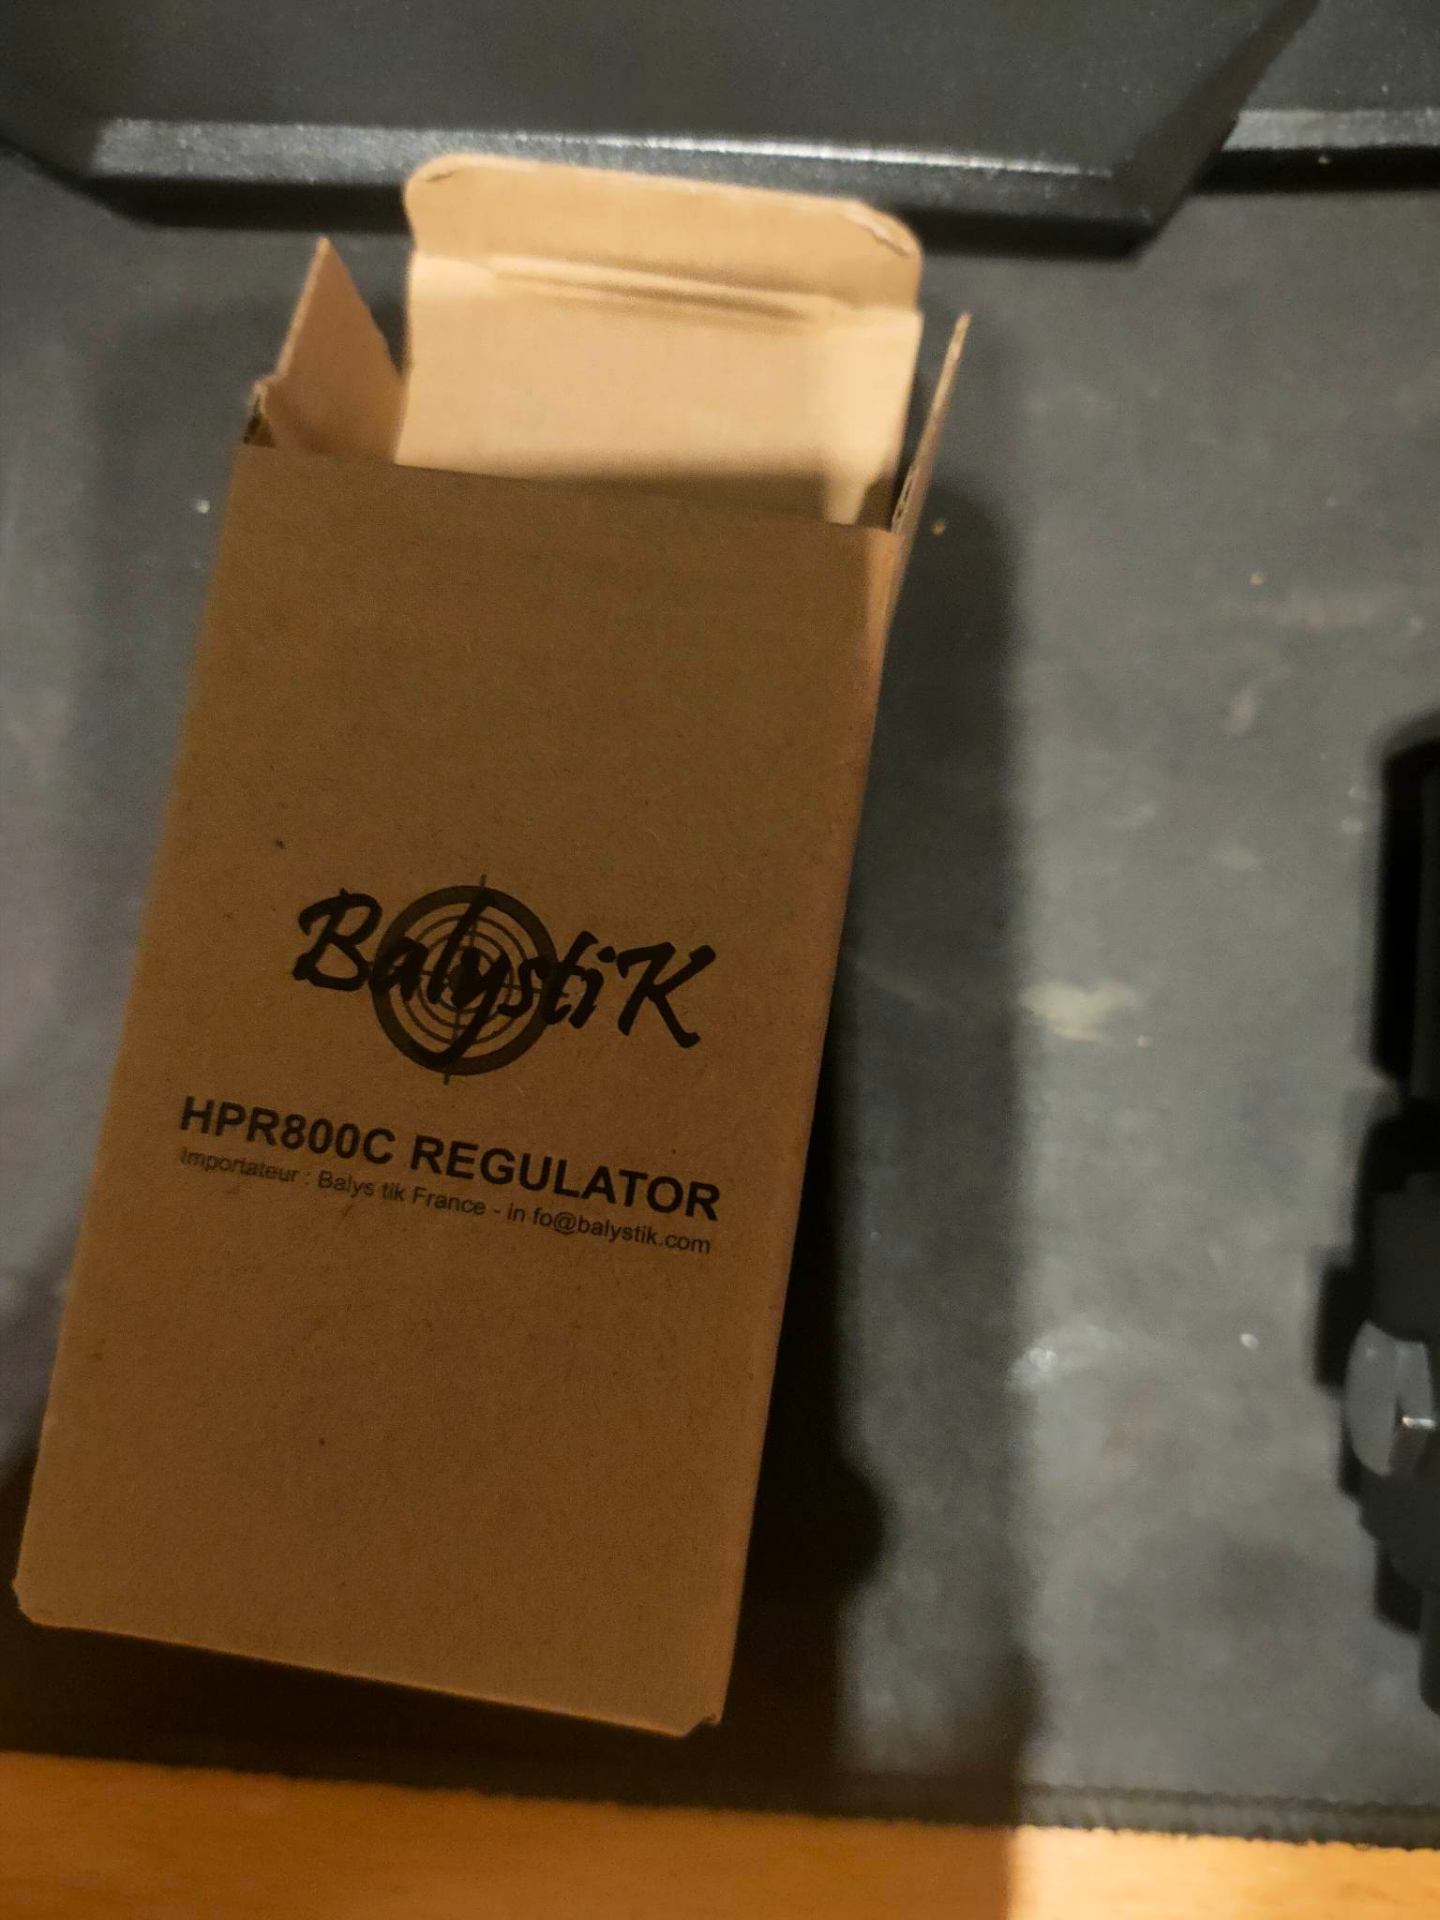 BalystiK
HPR800C REGULATOR
Importateur : Balys tik France - in fo@balystik.com